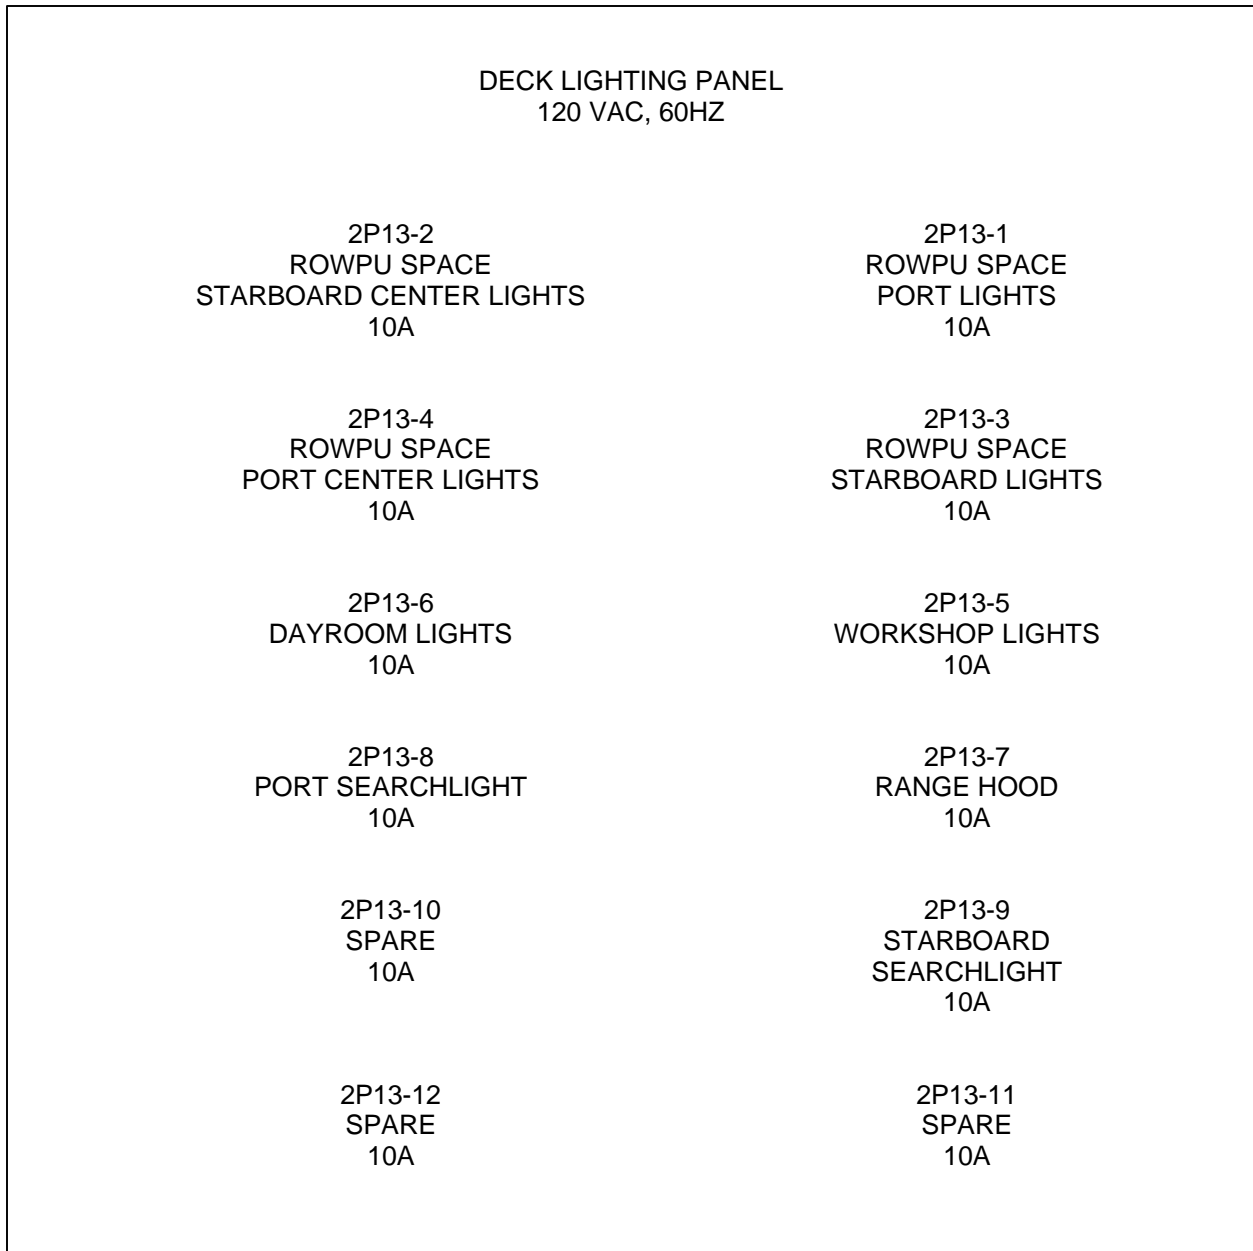 DECK LIGHTING PANEL
120 VAC, 60HZ
2P13-2
ROWPU SPACE
STARBOARD CENTER LIGHTS
10A
2P13-1
ROWPU SPACE
PORT LIGHTS
10A
2P13-4
ROWPU SPACE
PORT CENTER LIGHTS
10A
2P13-3
ROWPU SPACE
STARBOARD LIGHTS
10A
2P13-6
DAYROOM LIGHTS
10A
2P13-5
WORKSHOP LIGHTS
10A
2P13-8
PORT SEARCHLIGHT
10A
2P13-7
RANGE HOOD
10A
2P13-10
SPARE
10A
2P13-9
STARBOARD
SEARCHLIGHT
10A
2P13-12
SPARE
10A
2P13-11
SPARE
10A